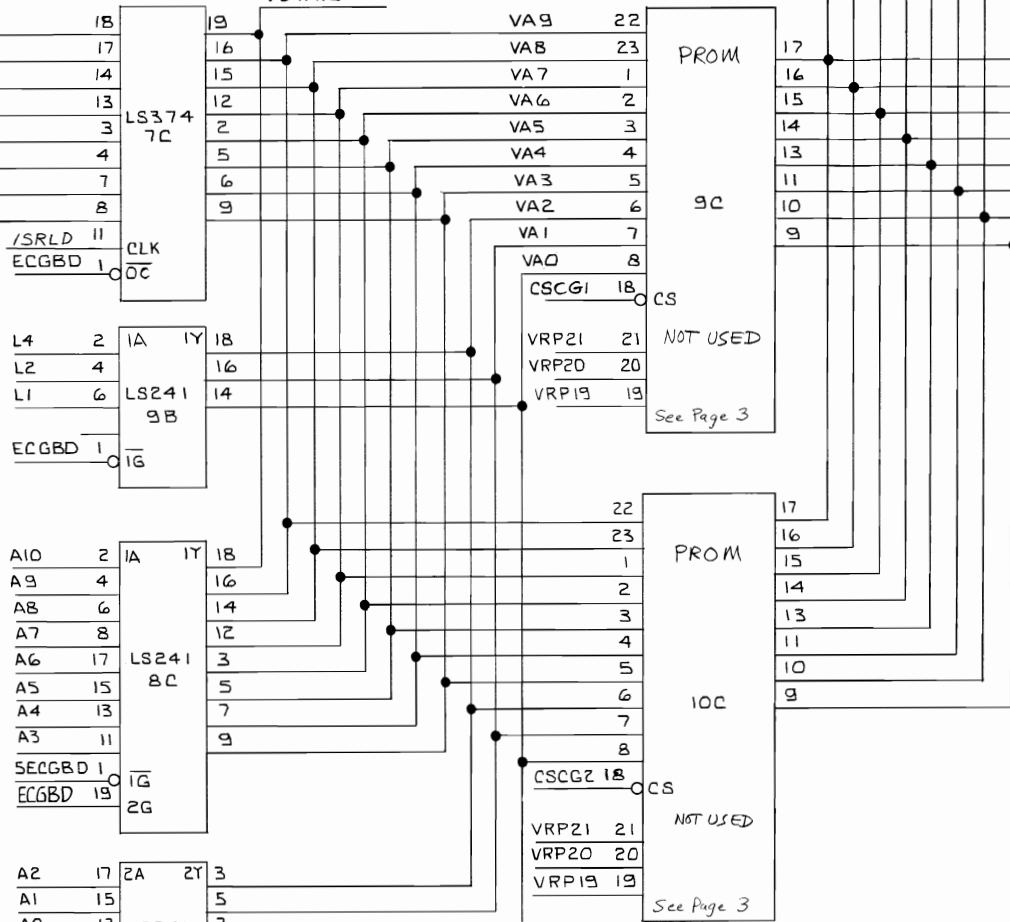 18 19
17 16
14 15
13 12
3 LS374 2
4 7C 5
7 6
8 9
/SRLD 11 CLK
ECGBD 1 OC
L4 2 1A 1Y 18
L2 4 16
L1 6 LS241 14
9B
ECGBD 1 1G
A10 2 1A 1Y 18
A9 4 16
A8 6 14
A7 8 12
A6 17 LS241 3
A5 15 8C 5
A4 13 7
A3 11 9
SECGBD 1 1G
ECGBD 19 2G
A2 17 2A 2Y 3
A1 15 5
VA9 22
VA8 23 PROM 17
VA7 1 16
VA6 2 15
VA5 3 14
VA4 4 13
VA3 5 11
VA2 6 9C 10
VA1 7 9
VA0 8
CSCG1 18 CS
VRP21 21 NOT USED
VRP20 20
VRP19 19
See Page 3
22 17
23 PROM 16
1 15
2 14
3 13
4 11
5 10
6 10C 9
7
8
CSCG2 18 CS
VRP21 21 NOT USED
VRP20 20
VRP19 19
See Page 3